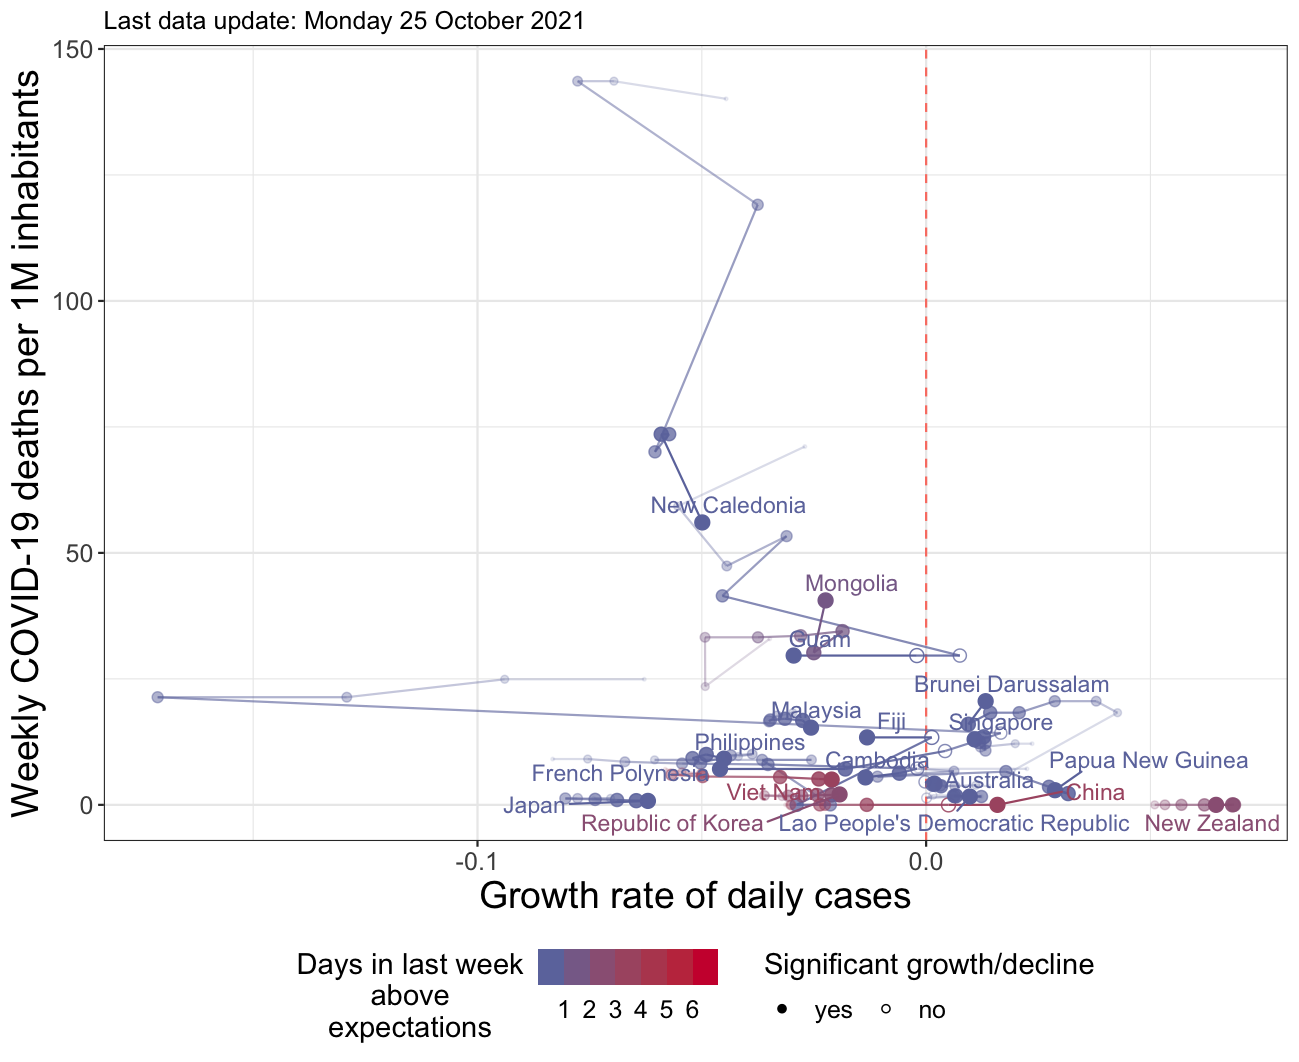 Last data update: Monday 25 October 2021
Weekly COVID-19 deaths per 1M inhabitants
150
100
50
0
New Caledonia
Mongolia
Guam
Brunei Darussalam
Malaysia
Fiji
Singapore
Philippines
Cambodia
Papua New Guinea
French Polynesia
Australia
Viet Nam
China
Japan
Republic of Korea
Lao People's Democratic Republic
New Zealand
-0.1
0.0
Growth rate of daily cases
Days in last week
above
expectations
1 2 3 4 5 6
Significant growth/decline
yes
no